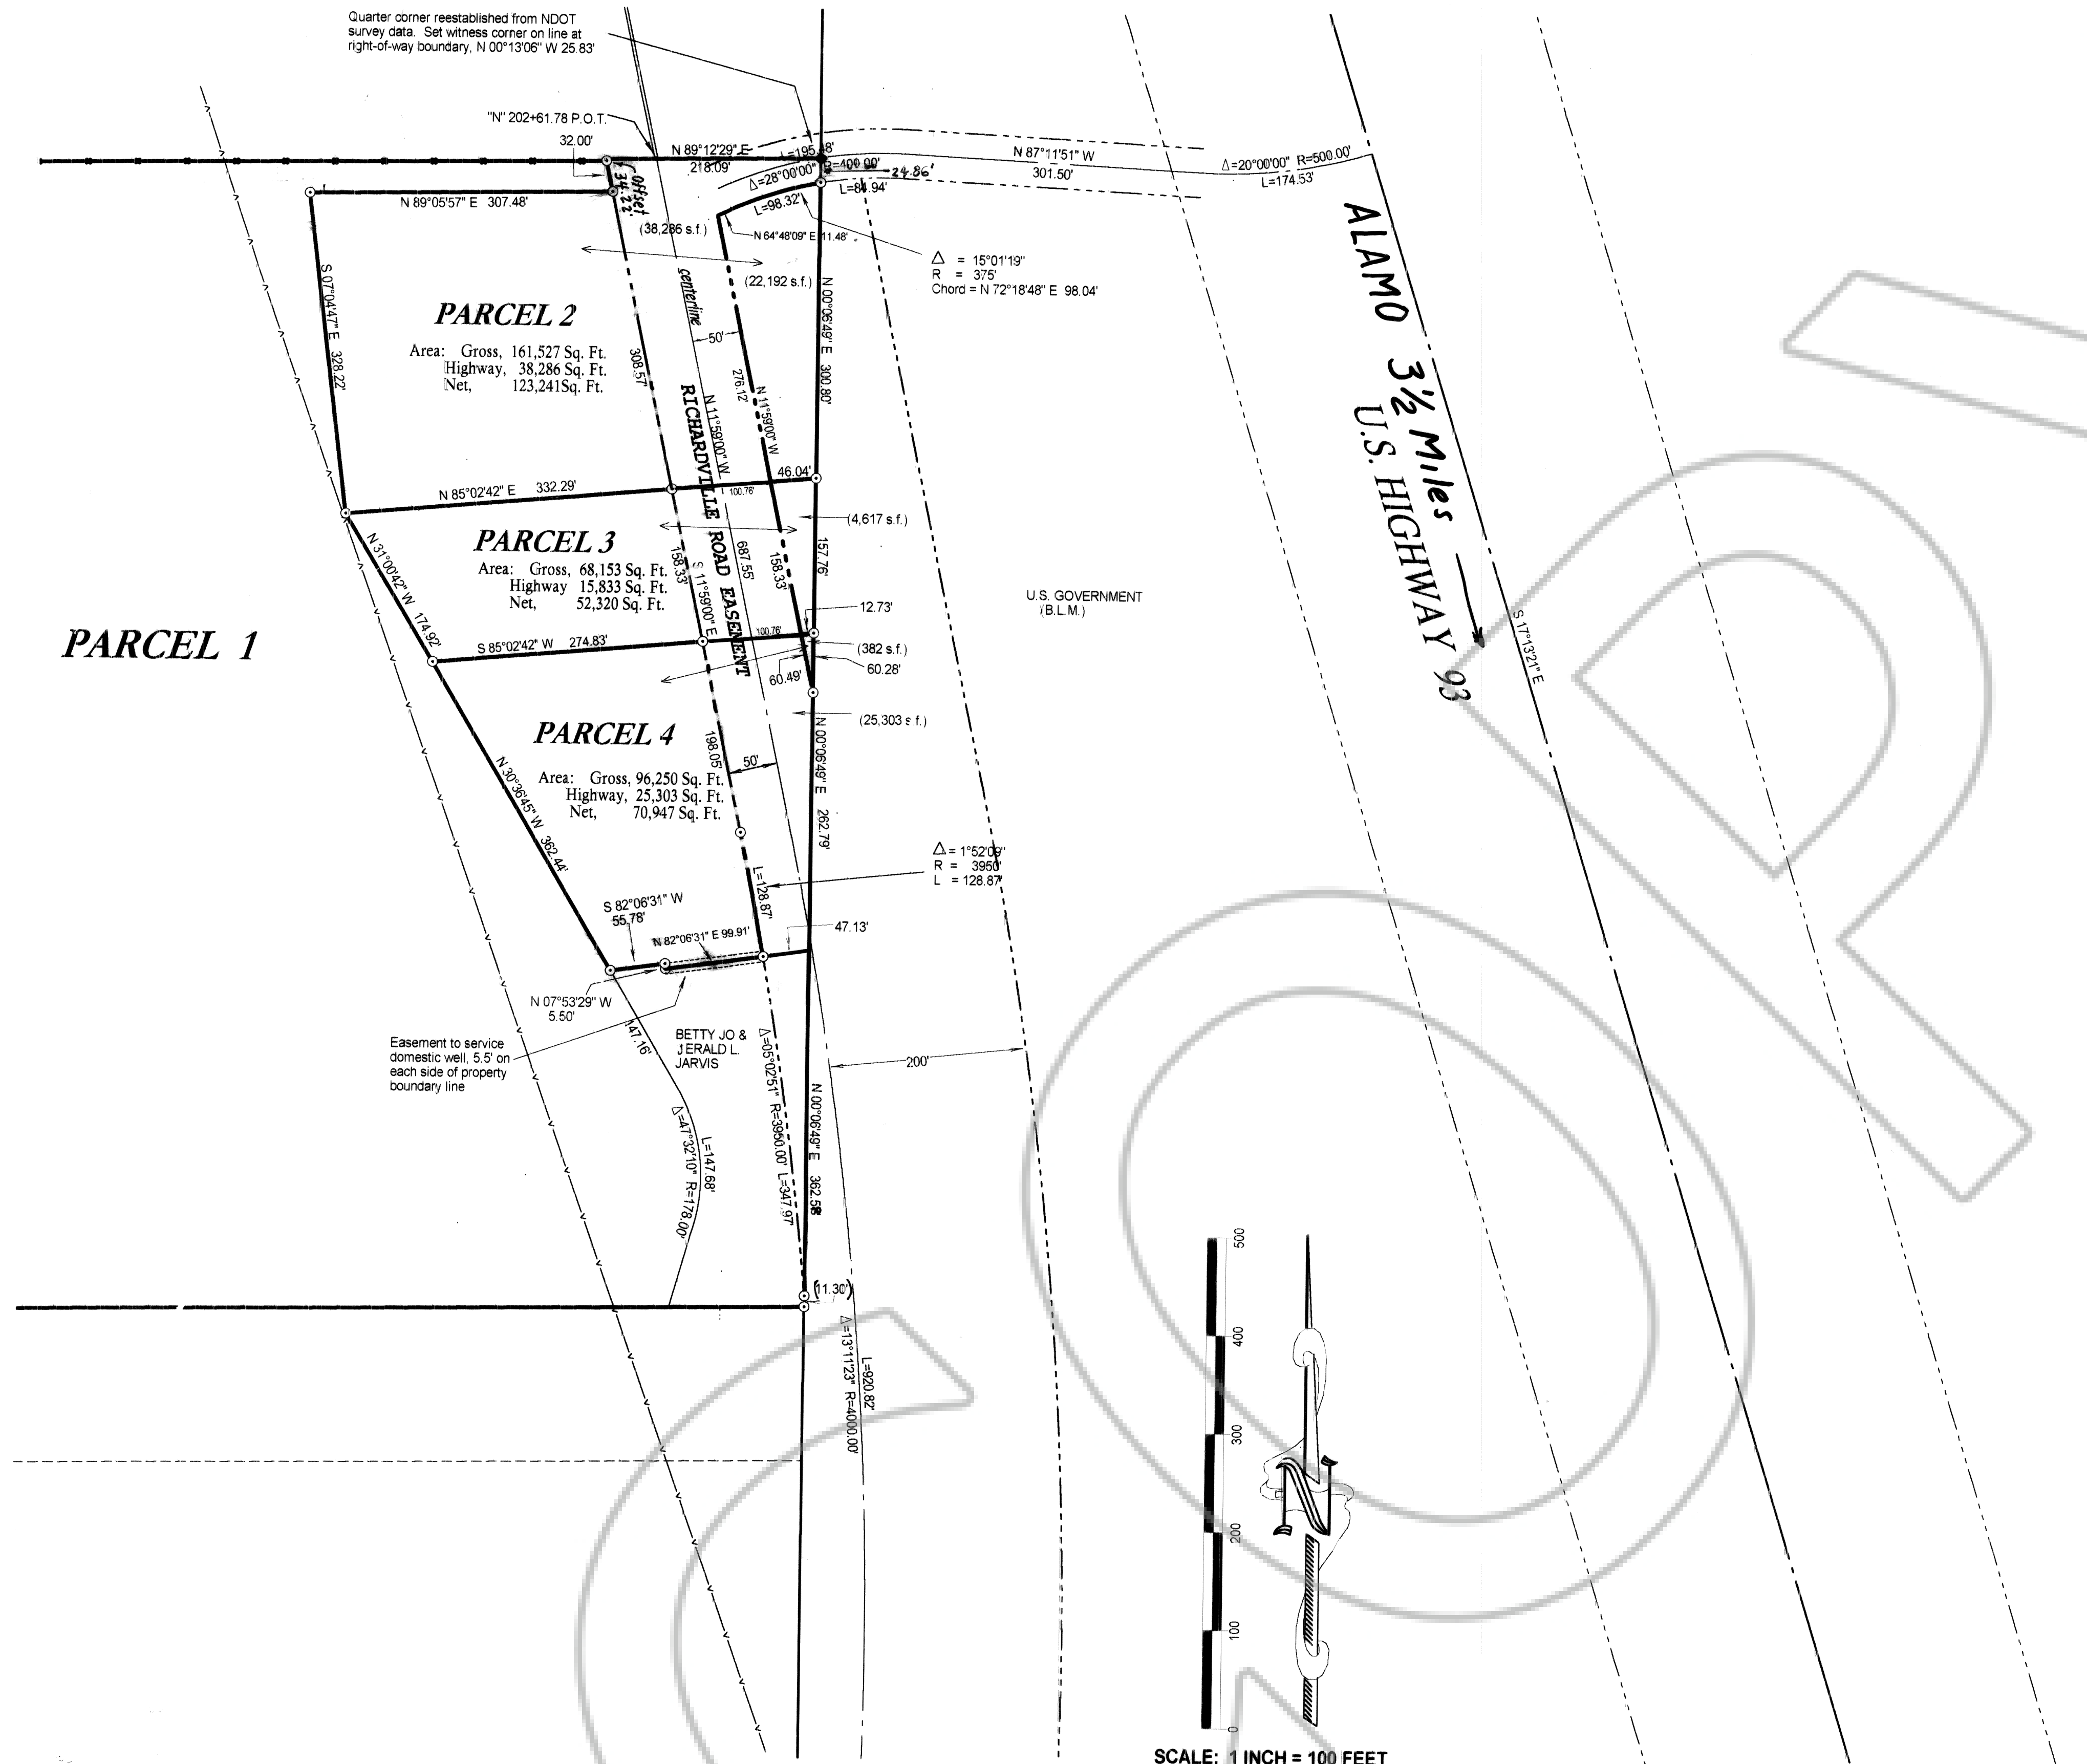 Quarter corner reestablished from NDOT
survey data. Set witness corner on line at
right-of-way boundary, N 00°13'06" W 25.83'
"N" 202+61.78 P.O.T.
32.00'
N 89°12'29" E
218.09'
L=195.48'
Δ=28°00'00"
R=400.00'
24.86'
L=84.94'
N 87°11'51" W
301.50'
Δ=20°00'00" R=500.00'
L=174.53'
Offset
34.22'
N 89°05'57" E 307.48'
L=98.32'
(38,286 s.f.)
N 64°48'09" E 11.48'
Δ = 15°01'19"
R = 375'
Chord = N 72°18'48" E 98.04'
(22,192 s.f.)
S 07°04'47" E 328.22'
centerline
N 00°06'49" E 300.80'
PARCEL 2
Area: Gross, 161,527 Sq. Ft.
Highway, 38,286 Sq. Ft.
Net, 123,241Sq. Ft.
308.57'
50'
276.12'
N 11°59'00" W
N 11°59'00" W
RICHARDVILLE ROAD EASEMENT
46.04'
100.76'
N 85°02'42" E 332.29'
(4,617 s.f.)
PARCEL 3
Area: Gross, 68,153 Sq. Ft.
Highway 15,833 Sq. Ft.
Net, 52,320 Sq. Ft.
N 31°00'42" W 174.92'
158.33'
S 11°59'00" E
687.55'
158.33'
157.76'
12.73'
100.76'
S 85°02'42" W 274.83'
(382 s.f.)
60.28'
60.49'
(25,303 s.f.)
PARCEL 1
U.S. GOVERNMENT
(B.L.M.)
ALAMO 3½ Miles
U.S. HIGHWAY 93
S 17°13'21" E
PARCEL 4
Area: Gross, 96,250 Sq. Ft.
Highway, 25,303 Sq. Ft.
Net, 70,947 Sq. Ft.
198.05'
50'
N 00°06'49" E 262.79'
N 30°36'45" W 362.44'
Δ = 1°52'09"
R = 3950'
L = 128.87'
L=128.87'
S 82°06'31" W
55.78'
N 82°06'31" E 99.91'
47.13'
N 07°53'29" W
5.50'
147.16'
Easement to service
domestic well, 5.5' on
each side of property
boundary line
BETTY JO &
JERALD L.
JARVIS
Δ=05°02'51" R=3950.00' L=347.97'
200'
N 00°06'49" E 362.58'
L=147.68'
Δ=47°32'10" R=178.00'
(11.30')
L=920.82'
Δ=13°11'23" R=4000.00'
500
400
300
200
100
0
N
SCALE: 1 INCH = 100 FEET